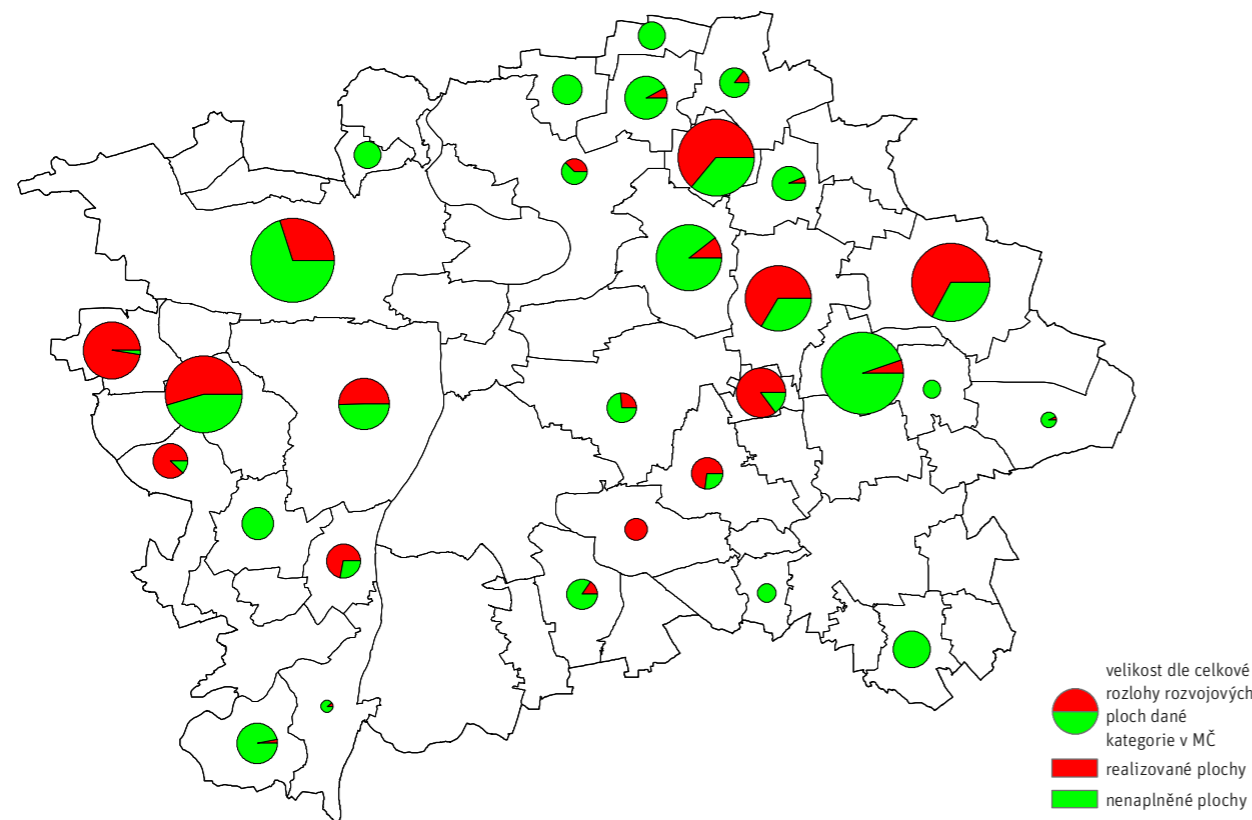 velikost dle celkové
rozlohy rozvojových
ploch dané
kategorie v MČ
realizované plochy
nenaplněné plochy